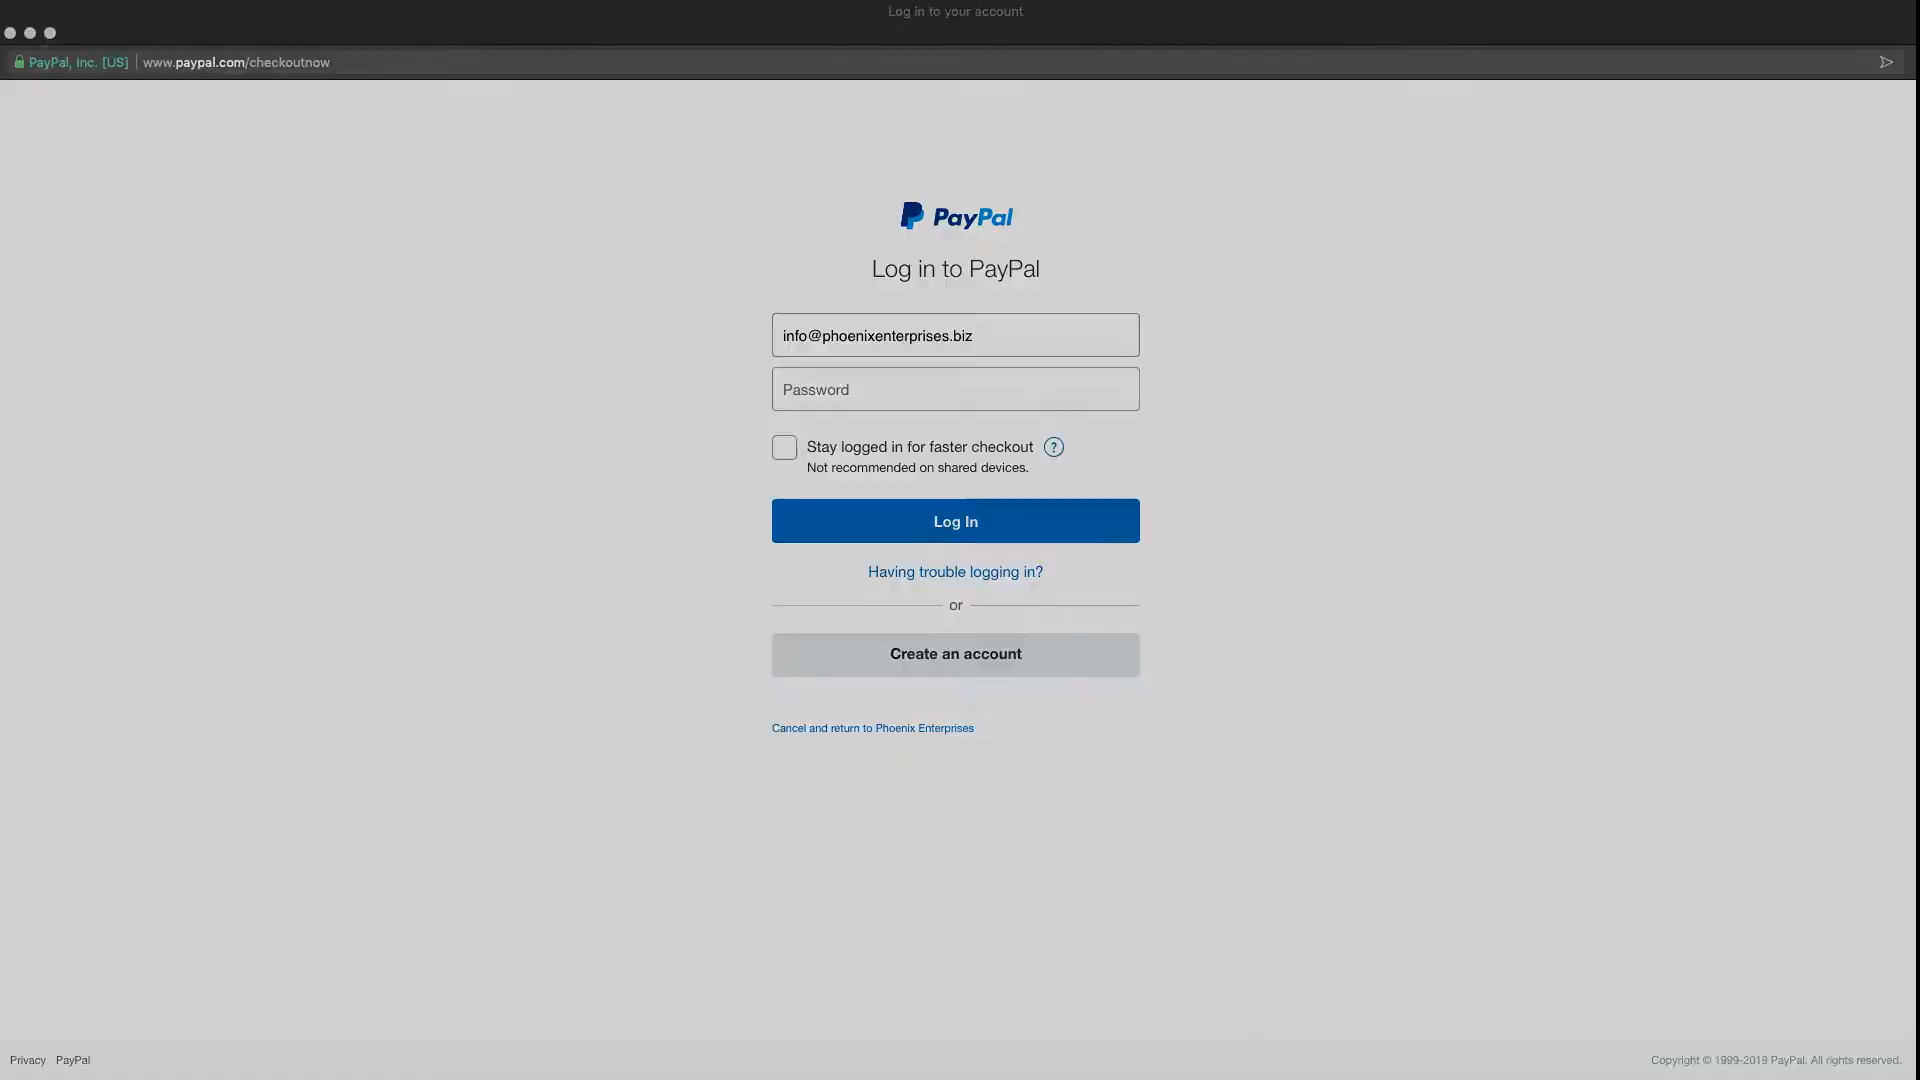 Log in to your account
PayPal, Inc. [US] www.paypal.com/checkoutnow
PayPal
Log in to PayPal
info@phoenixenterprises.biz
Password
Stay logged in for faster checkout ?
Not recommended on shared devices.
Log In
Having trouble logging in?
or
Create an account
Cancel and return to Phoenix Enterprises
Privacy PayPal Copyright © 1999-2019 PayPal. All rights reserved.